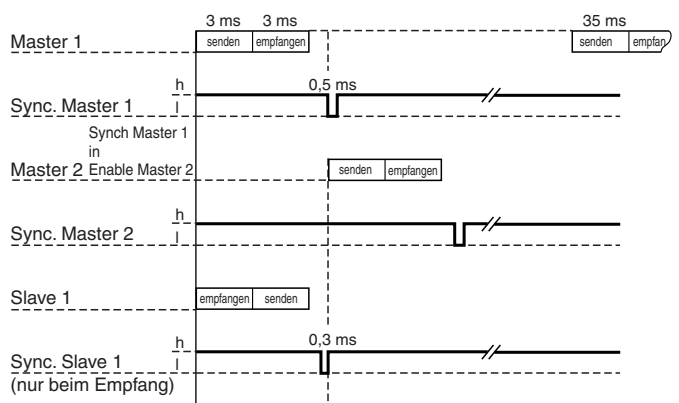 3 ms 3 ms 35 ms
Master 1 senden empfangen senden empfan
h 0,5 ms
Sync. Master 1 l
Synch Master 1
in
Master 2 Enable Master 2 senden empfangen
h
Sync. Master 2 l
Slave 1 empfangen senden
h 0,3 ms
Sync. Slave 1 l
(nur beim Empfang)